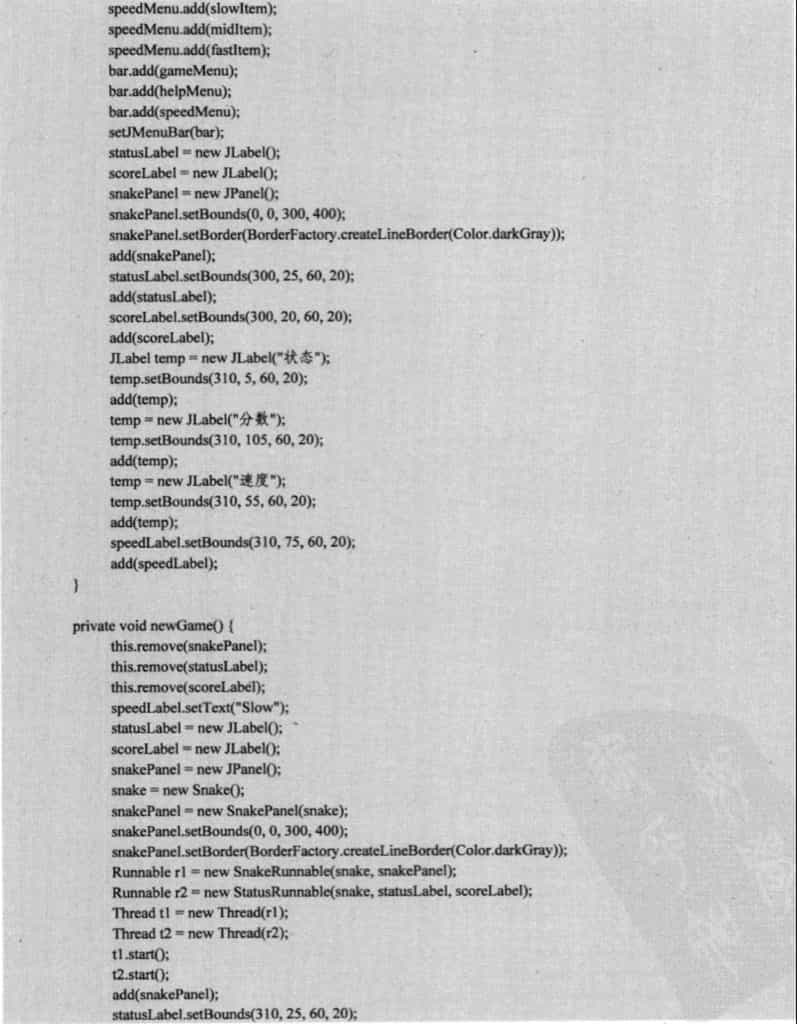 speedMenu.add(slowItem);
speedMenu.add(midItem);
speedMenu.add(fastItem);
bar.add(gameMenu);
bar.add(helpMenu);
bar.add(speedMenu);
setJMenuBar(bar);
statusLabel = new JLabel();
scoreLabel = new JLabel();
snakePanel = new JPanel();
snakePanel.setBounds(0, 0, 300, 400);
snakePanel.setBorder(BorderFactory.createLineBorder(Color.darkGray));
add(snakePanel);
statusLabel.setBounds(300, 25, 60, 20);
add(statusLabel);
scoreLabel.setBounds(300, 20, 60, 20);
add(scoreLabel);
JLabel temp = new JLabel("状态");
temp.setBounds(310, 5, 60, 20);
add(temp);
temp = new JLabel("分数");
temp.setBounds(310, 105, 60, 20);
add(temp);
temp = new JLabel("速度");
temp.setBounds(310, 55, 60, 20);
add(temp);
speedLabel.setBounds(310, 75, 60, 20);
add(speedLabel);
}
private void newGame() {
this.remove(snakePanel);
this.remove(statusLabel);
this.remove(scoreLabel);
speedLabel.setText("Slow");
statusLabel = new JLabel();
scoreLabel = new JLabel();
snakePanel = new JPanel();
snake = new Snake();
snakePanel = new SnakePanel(snake);
snakePanel.setBounds(0, 0, 300, 400);
snakePanel.setBorder(BorderFactory.createLineBorder(Color.darkGray));
Runnable r1 = new SnakeRunnable(snake, snakePanel);
Runnable r2 = new StatusRunnable(snake, statusLabel, scoreLabel);
Thread t1 = new Thread(r1);
Thread t2 = new Thread(r2);
t1.start();
t2.start();
add(snakePanel);
statusLabel.setBounds(310, 25, 60, 20);